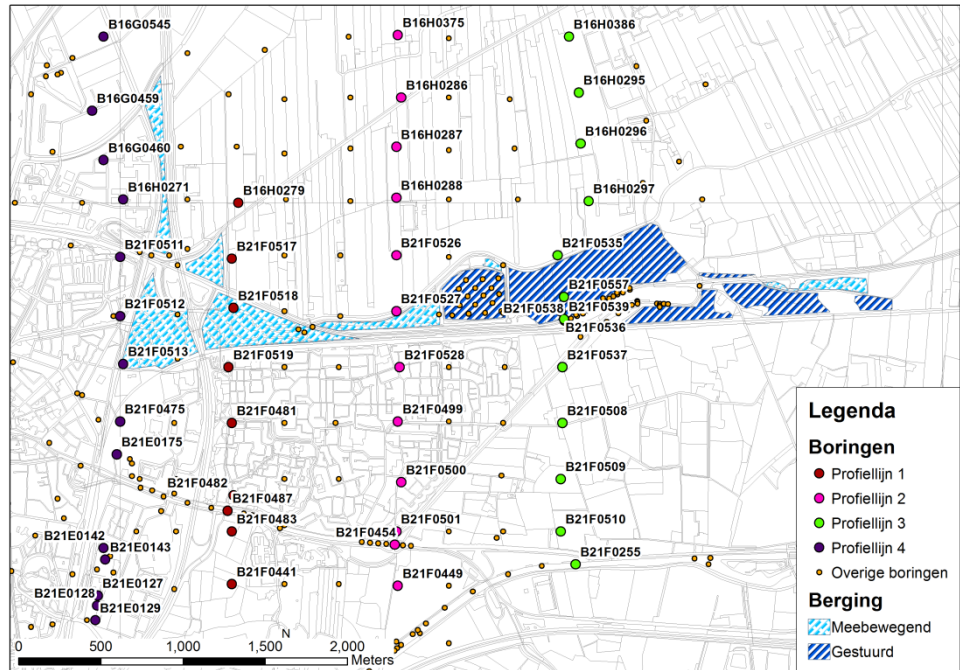 B16G0545
B16H0375
B16H0386
B16H0295
B16H0286
B16G0459
B16H0287
B16H0296
B16G0460
B16H0271
B16H0279
B16H0288
B16H0297
B21F0511
B21F0517
B21F0526
B21F0535
B21F0557
B21F0512
B21F0518
B21F0527
B21F0538
B21F0539
B21F0536
B21F0513
B21F0519
B21F0528
B21F0537
B21F0475
B21F0481
B21F0499
B21F0508
B21E0175
B21F0482
B21F0500
B21F0509
B21F0487
B21F0483
B21F0501
B21F0454
B21F0510
B21E0142
B21E0143
B21F0255
B21E0127
B21F0441
B21F0449
B21E0128
B21E0129
Legenda
Boringen
Profiellijn 1
Profiellijn 2
Profiellijn 3
Profiellijn 4
Overige boringen
Berging
Meebewegend
Gestuurd
N
0 500 1,000 1,500 2,000
Meters